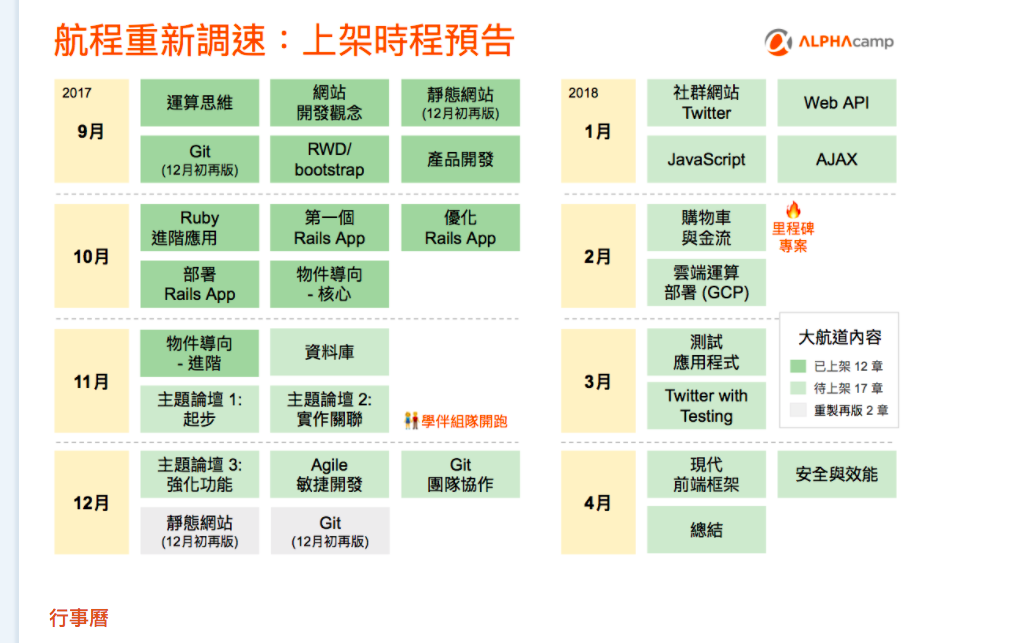 航程重新調速：上架時程預告
ALPHAcamp
2017
9月
運算思維
網站
開發觀念
靜態網站
(12月初再版)
Git
(12月初再版)
RWD/
bootstrap
產品開發
10月
Ruby
進階應用
第一個
Rails App
優化
Rails App
部署
Rails App
物件導向
- 核心
11月
物件導向
- 進階
資料庫
主題論壇 1:
起步
主題論壇 2:
實作關聯
學伴組隊開跑
12月
主題論壇 3:
強化功能
Agile
敏捷開發
Git
團隊協作
靜態網站
(12月初再版)
Git
(12月初再版)
2018
1月
社群網站
Twitter
Web API
JavaScript
AJAX
2月
購物車
與金流
里程碑
專案
雲端運算
部署 (GCP)
3月
測試
應用程式
Twitter with
Testing
大航道內容
已上架 12 章
待上架 17 章
重製再版 2 章
4月
現代
前端框架
安全與效能
總結
行事曆